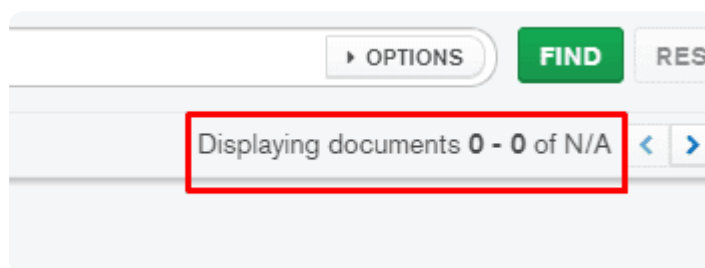 OPTIONS FIND RES
Displaying documents 0 - 0 of N/A